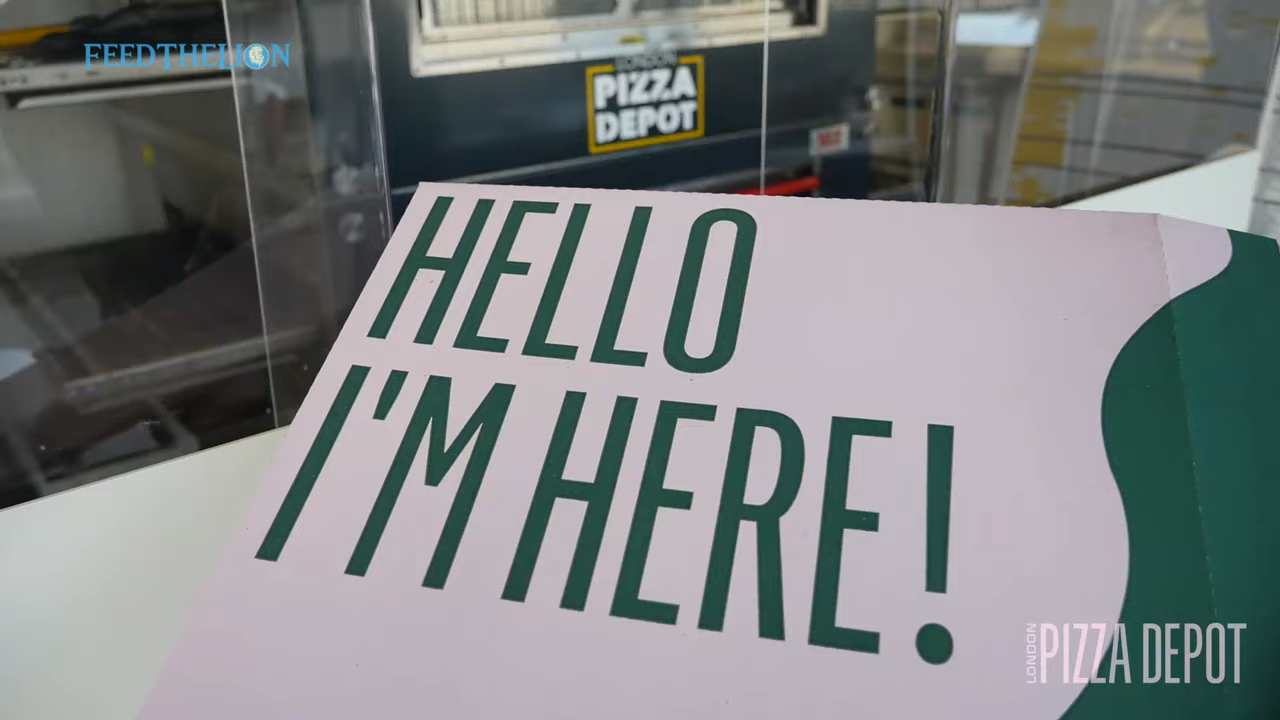 FEEDTHELION
LONDON
PIZZA
DEPOT
HELLO
I'M HERE!
LONDON
PIZZA DEPOT